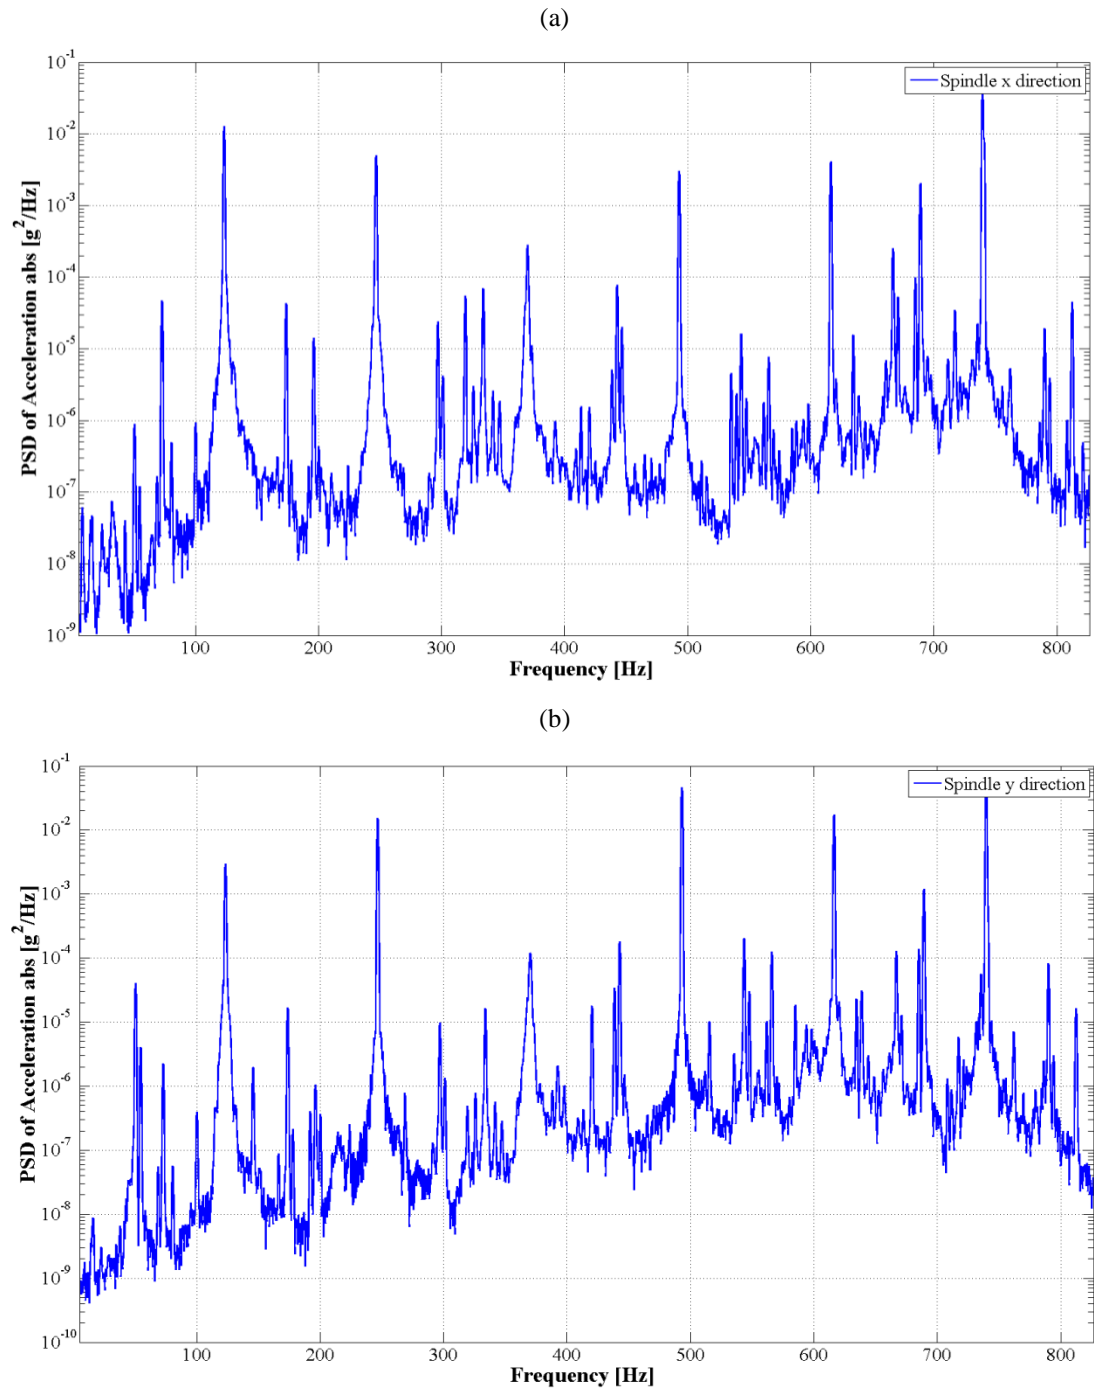 (a)
10^-1
Spindle x direction
10^-2
10^-3
10^-4
10^-5
10^-6
10^-7
10^-8
10^-9
PSD of Acceleration abs [g^2/Hz]
100 200 300 400 500 600 700 800
Frequency [Hz]
(b)
10^-1
Spindle y direction
10^-2
10^-3
10^-4
10^-5
10^-6
10^-7
10^-8
10^-9
10^-10
PSD of Acceleration abs [g^2/Hz]
100 200 300 400 500 600 700 800
Frequency [Hz]